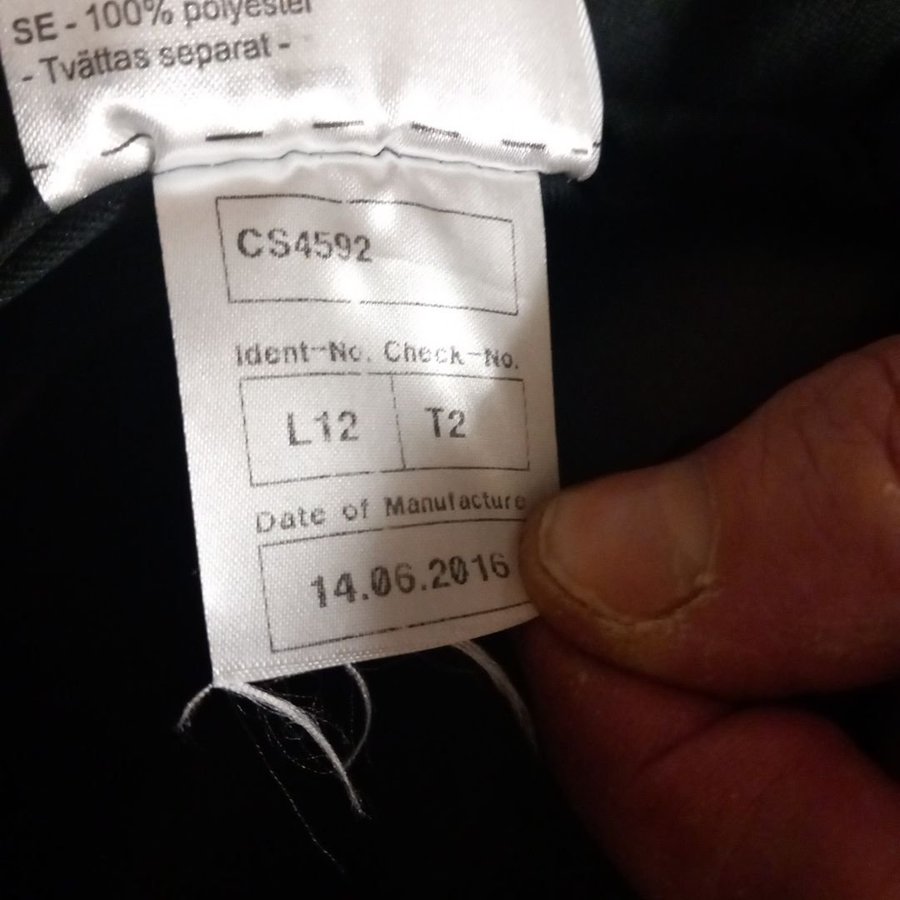 SE - 100% polyester
- Tvättas separat -
CS4592
Ident-No. Check-No.
L12 T2
Date of Manufacture
14.06.2016